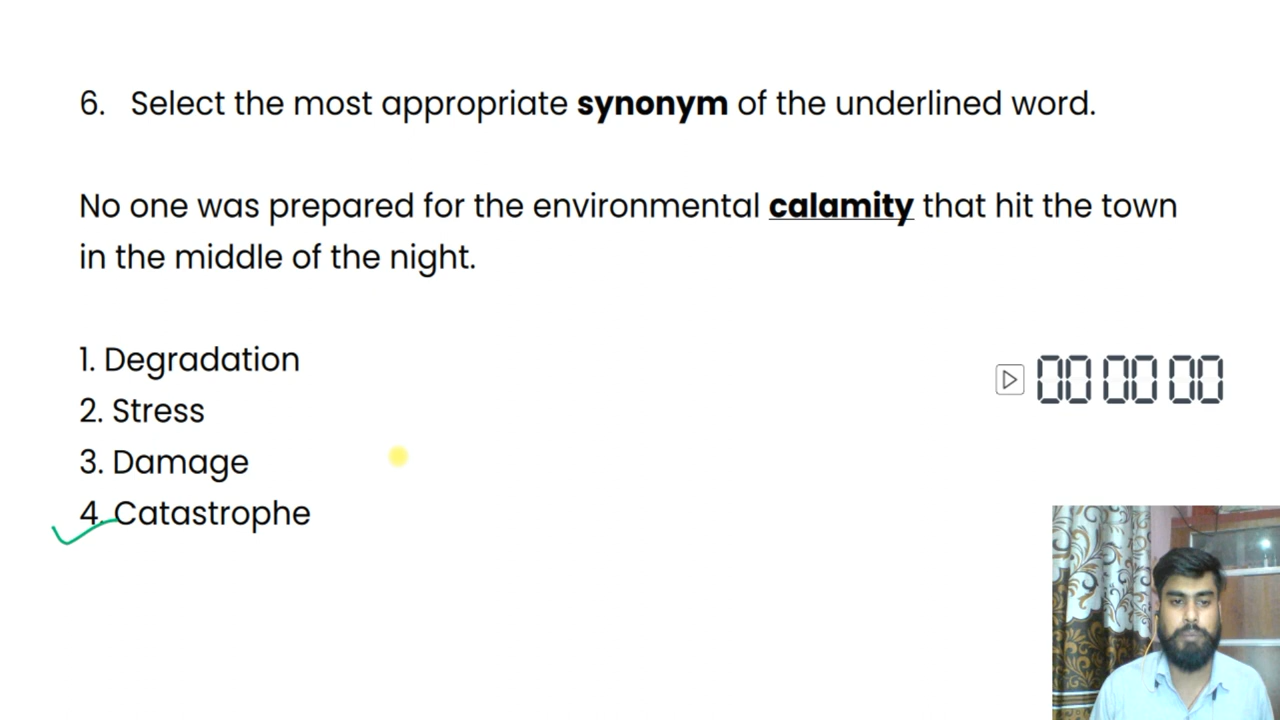 6. Select the most appropriate synonym of the underlined word.
No one was prepared for the environmental calamity that hit the town
in the middle of the night.
1. Degradation
2. Stress
3. Damage
4. Catastrophe
00 00 00